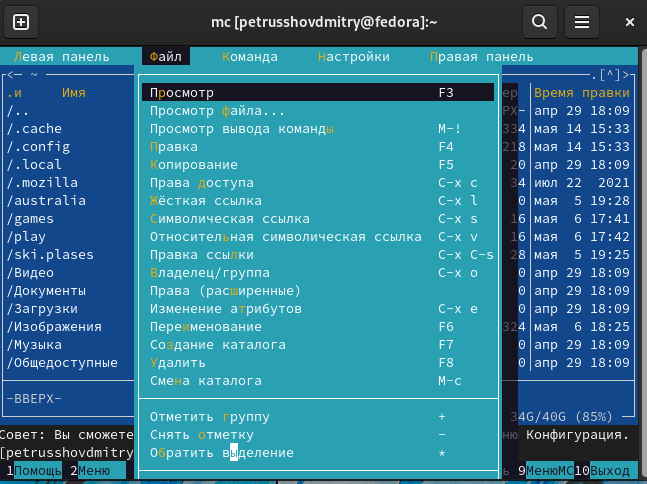 mc [petrusshovdmitry@fedora]:~
Левая панель Файл Команда Настройки Правая панель
<— ~ .[^]>
.и Имя Время правки
Просмотр F3
/.. апр 29 18:09
Просмотр файла...
/.cache 334 мая 14 15:33
Просмотр вывода команды M-!
/.config 218 мая 14 15:33
Правка F4
/.local 20 апр 29 18:09
Копирование F5
/.mozilla 34 июл 22 2021
Права доступа C-x c
/australia 0 мая 5 19:28
Жёсткая ссылка C-x l
/games 16 мая 6 17:41
Символическая ссылка C-x s
/play 16 мая 6 17:42
Относительная символическая ссылка C-x v
/ski.plases 28 мая 5 19:25
Правка ссылки C-x C-s
/Видео 0 апр 29 18:09
Владелец/группа C-x o
/Документы 0 апр 29 18:09
Права (расширенные)
/Загрузки 0 апр 29 18:09
Изменение атрибутов C-x e
/Изображения 324 мая 6 18:25
Переименование F6
/Музыка 0 апр 29 18:09
Создание каталога F7
/Общедоступные 0 апр 29 18:09
Удалить F8
Смена каталога M-c
-ВВЕРХ-
Отметить группу +
34G/40G (85%)
Снять отметку -
Совет: Вы сможете Конфигурация.
Обратить выделение *
[petrusshovdmitry
1Помощь 2Меню 9МенюMC 10Выход